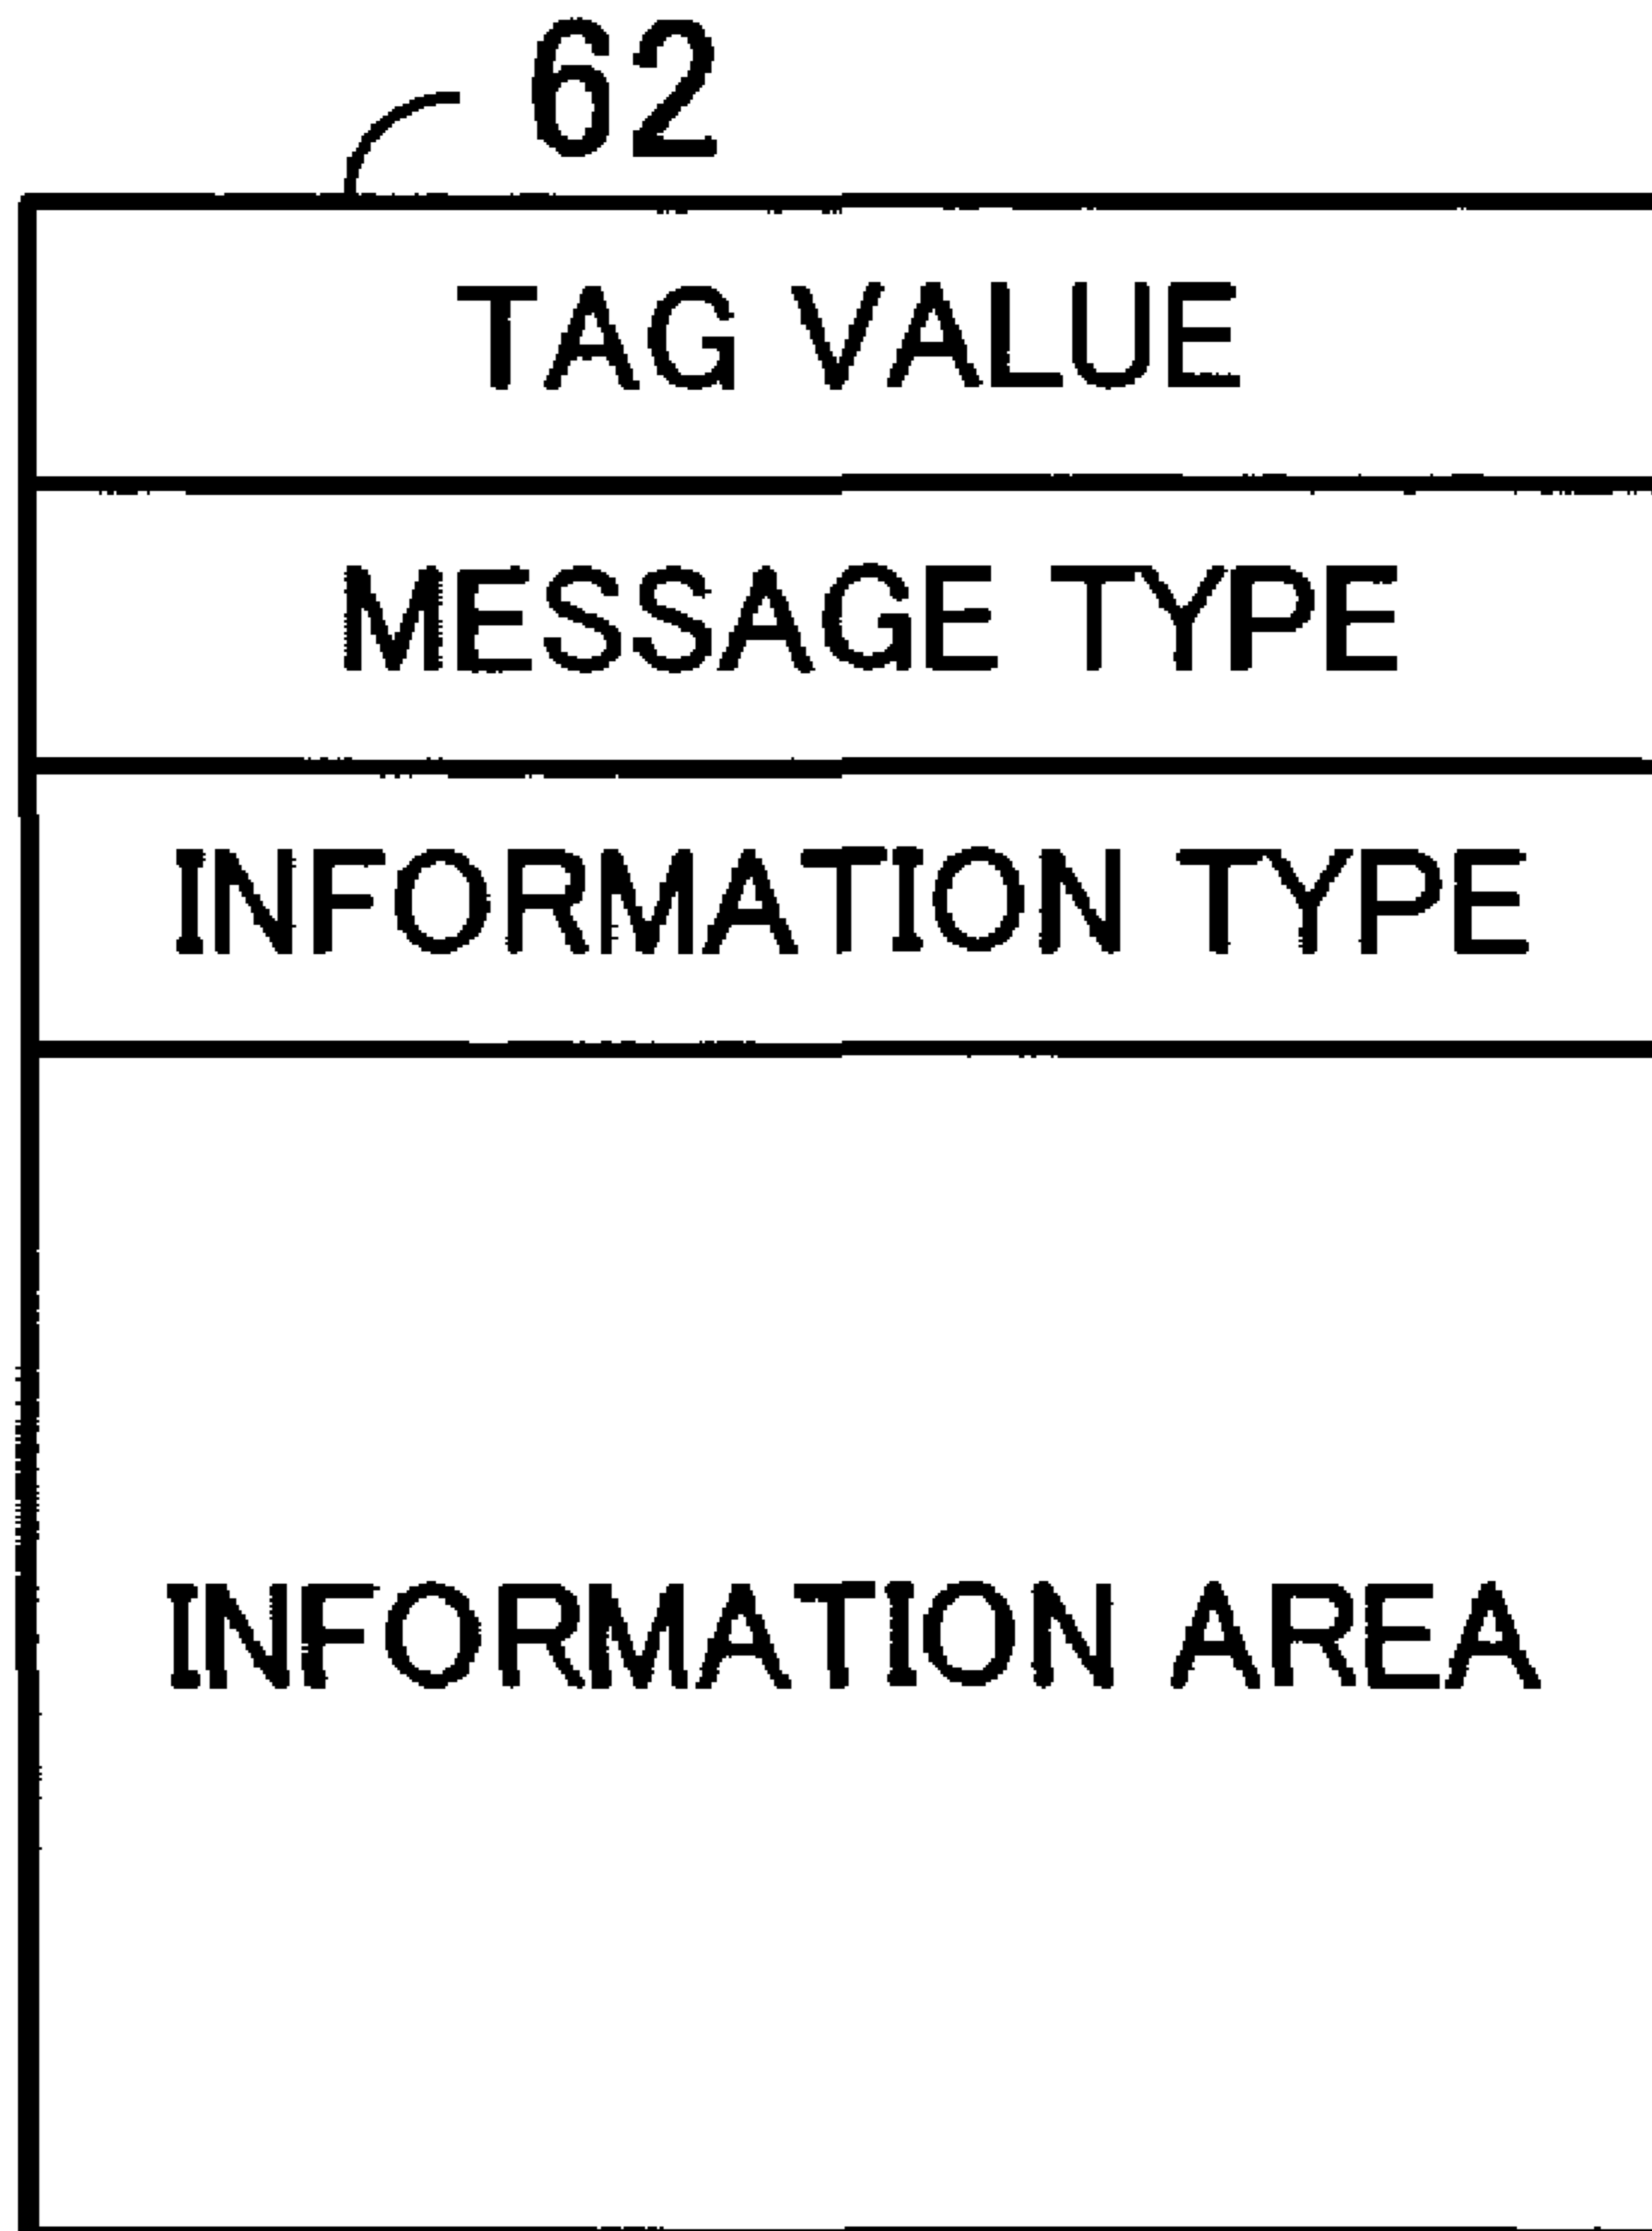 62
TAG VALUE
MESSAGE TYPE
INFORMATION TYPE
INFORMATION AREA